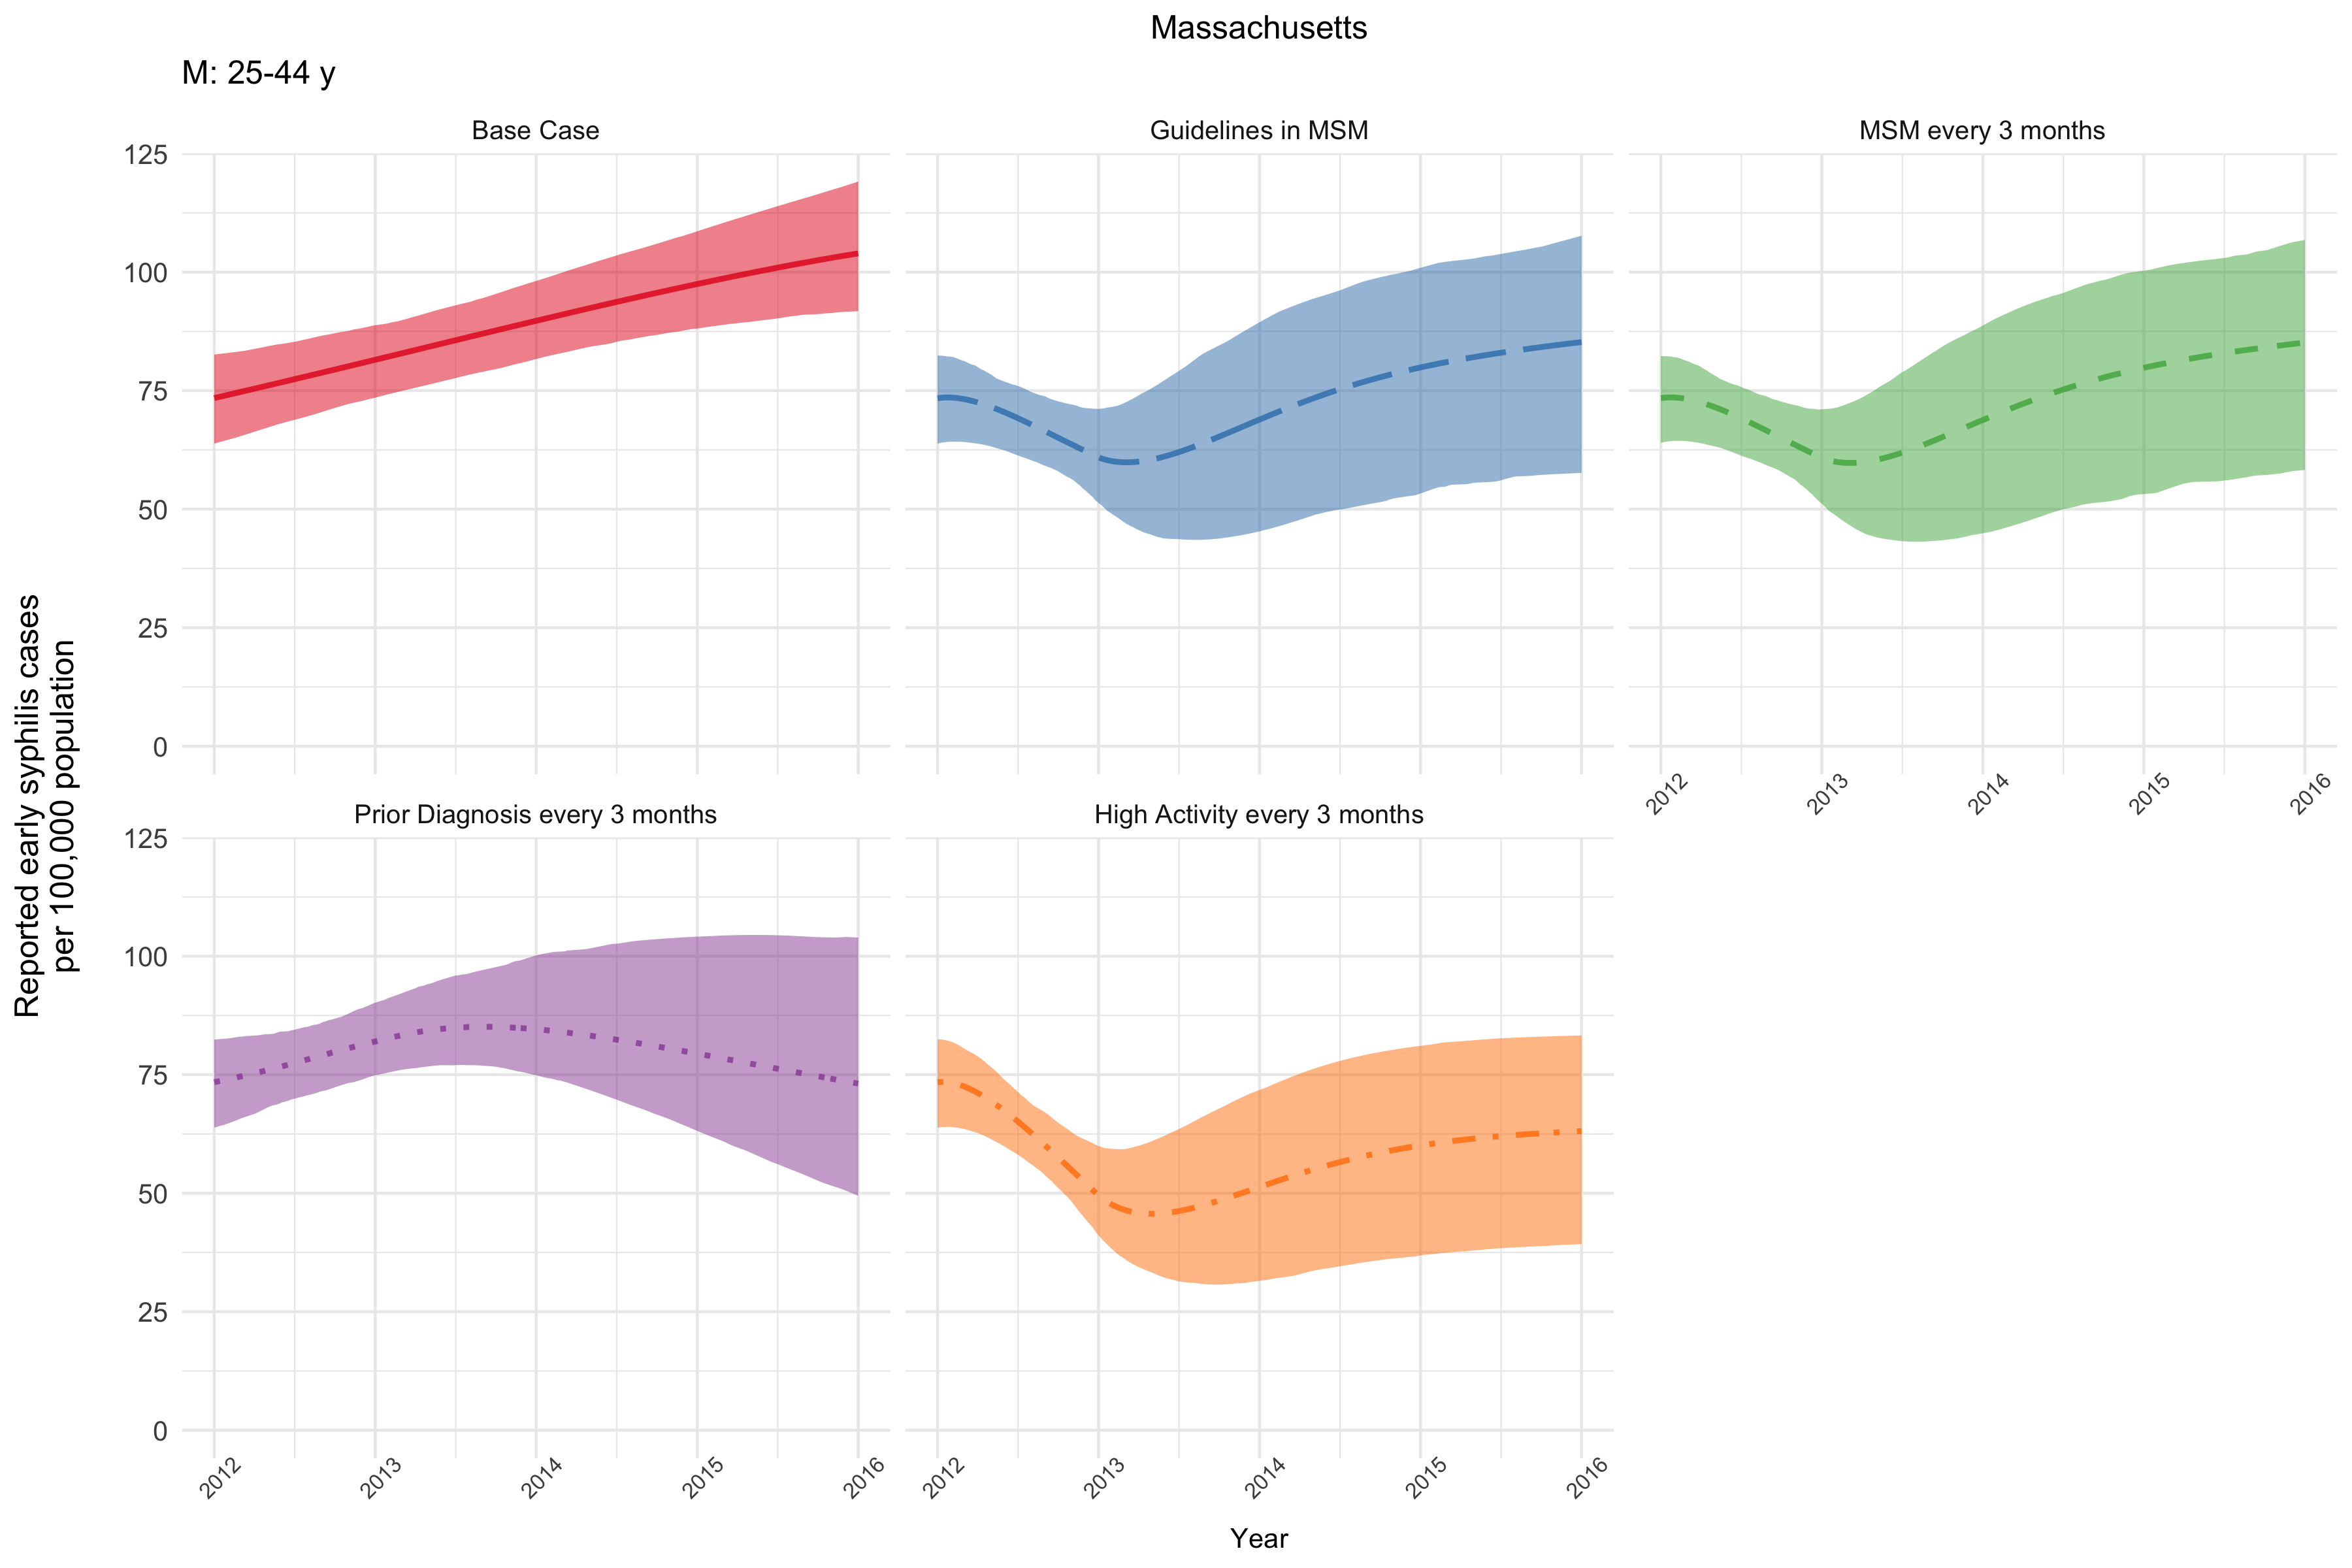 Massachusetts
M: 25-44 y
Base Case
Guidelines in MSM
MSM every 3 months
125
100
75
50
25
0
2012
2013
2014
2015
2016
Reported early syphilis cases
per 100,000 population
Prior Diagnosis every 3 months
High Activity every 3 months
125
100
75
50
25
0
2012
2013
2014
2015
2016
2012
2013
2014
2015
2016
Year